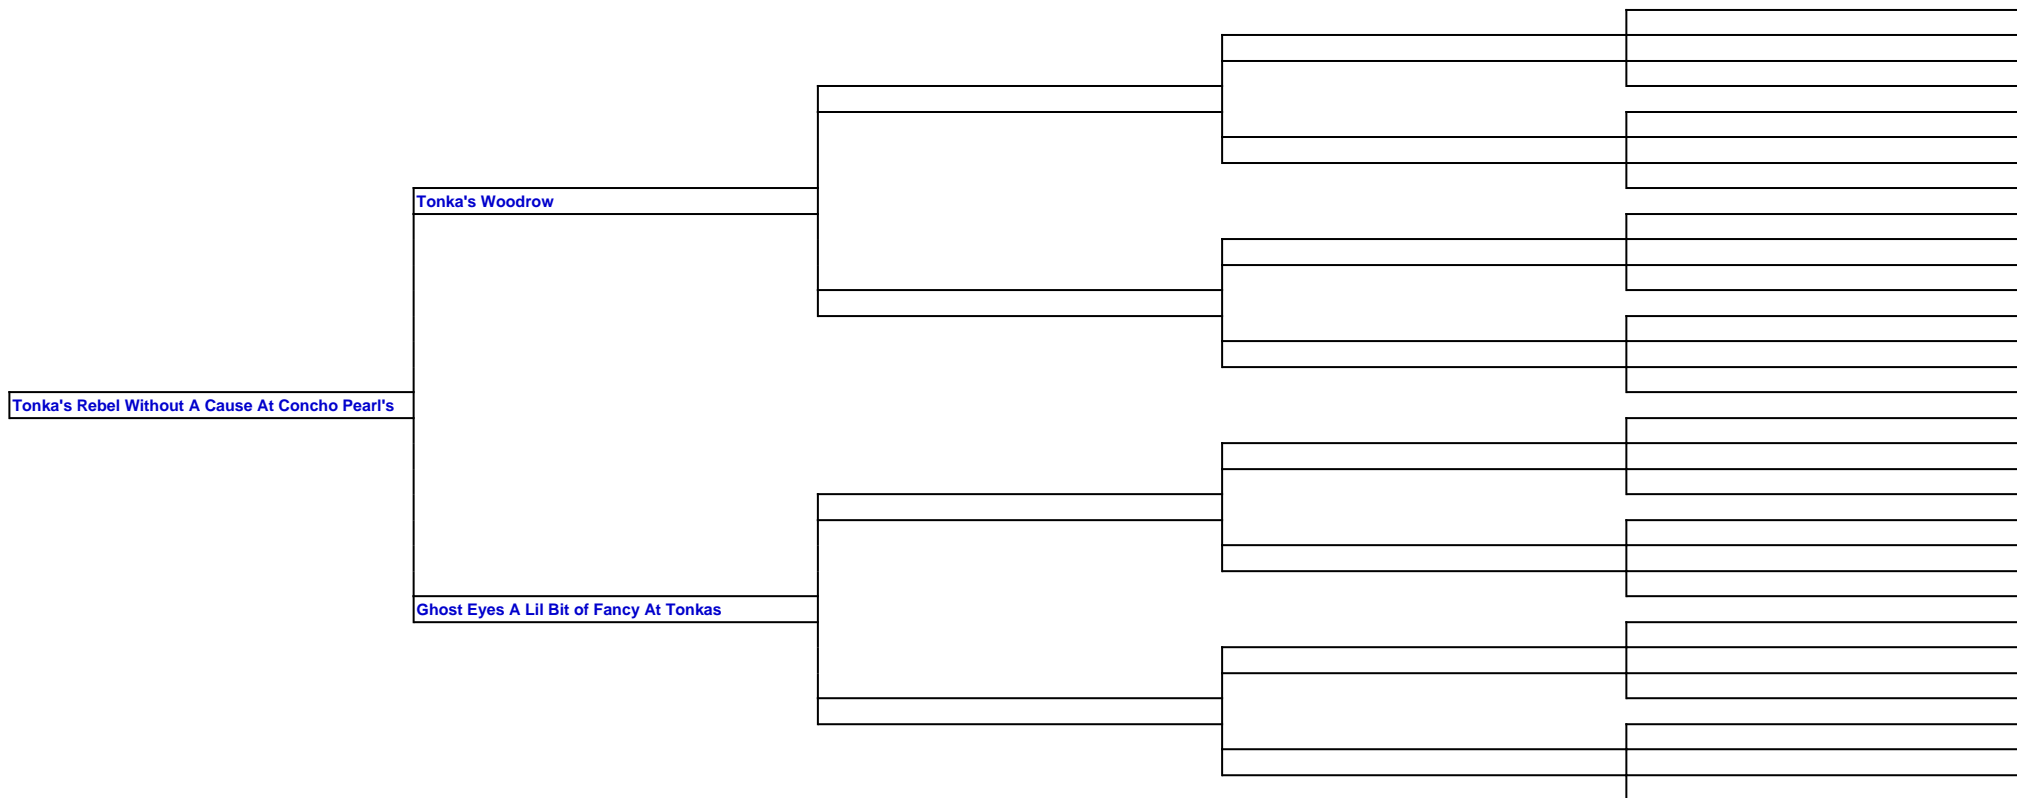 Tonka's Woodrow
Tonka's Rebel Without A Cause At Concho Pearl's
Ghost Eyes A Lil Bit of Fancy At Tonkas